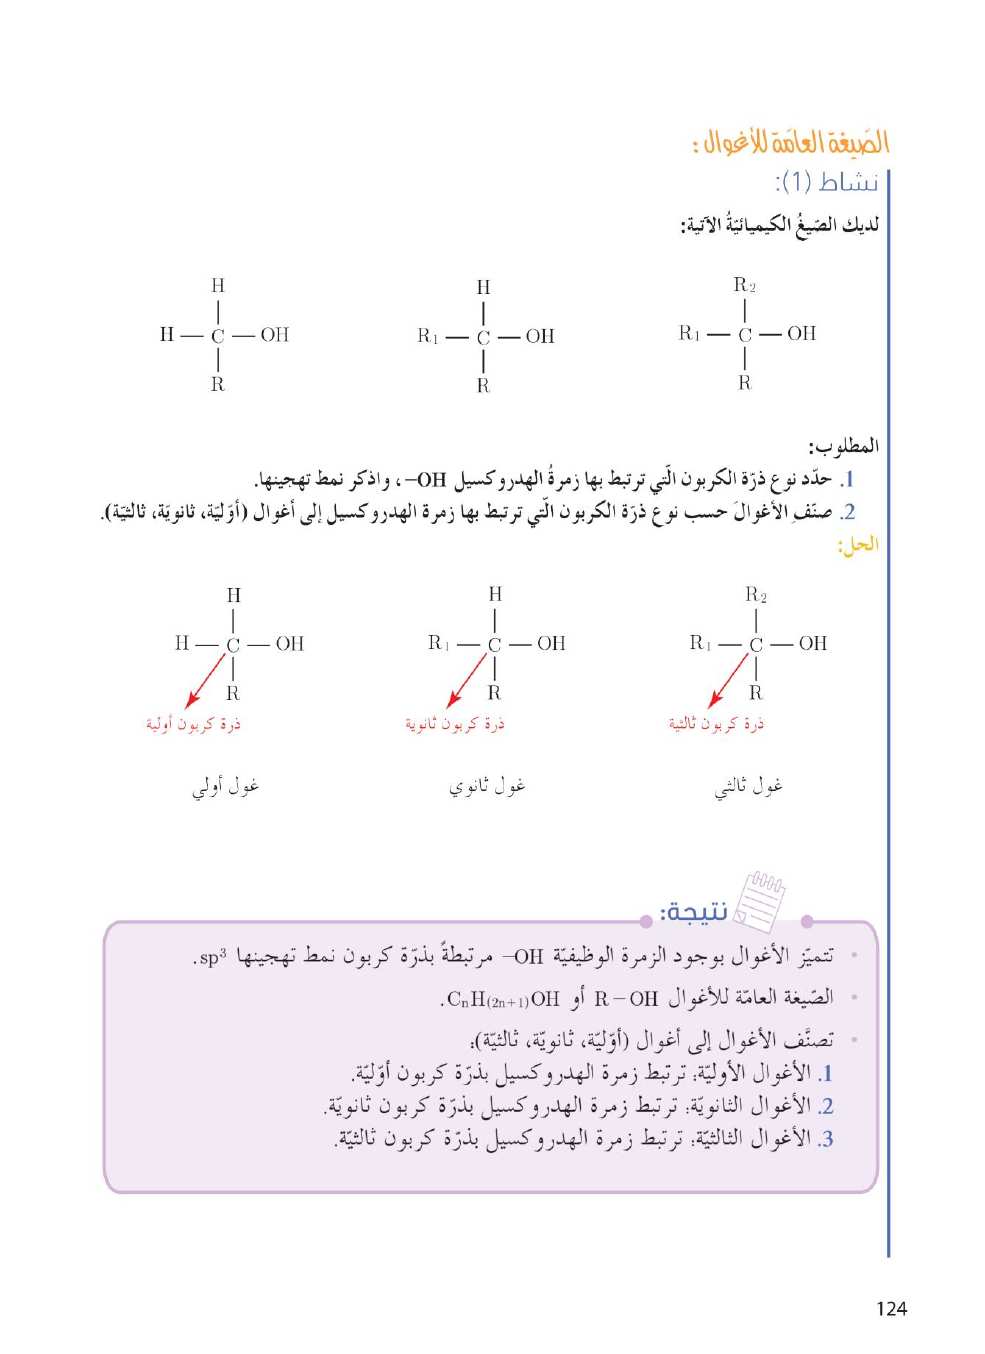 الصّيغة العامّة للأغوال :
نشاط (1):
لديك الصّيغُ الكيميائيّةُ الآتية:
H H R₂
H — C — OH R₁ — C — OH R₁ — C — OH
R R R
المطلوب:
1. حدّد نوع ذرّة الكربون الّتي ترتبط بها زمرةُ الهدروكسيل OH–، واذكر نمط تهجينها.
2. صنّفِ الأغوالَ حسب نوع ذرّة الكربون الّتي ترتبط بها زمرة الهدروكسيل إلى أغوال (أوّليّة، ثانويّة، ثالثيّة).
الحل:
H H R₂
H — C — OH R₁ — C — OH R₁ — C — OH
R R R
ذرة كربون أولية ذرة كربون ثانوية ذرة كربون ثالثية
غول أولي غول ثانوي غول ثالثي
نتيجة:
• تتميّز الأغوال بوجود الزمرة الوظيفيّة OH– مرتبطةً بذرّة كربون نمط تهجينها sp³.
• الصّيغة العامّة للأغوال R – OH أو CₙH₍₂ₙ₊₁₎OH.
• تصنَّف الأغوال إلى أغوال (أوّليّة، ثانويّة، ثالثيّة):
1. الأغوال الأوليّة: ترتبط زمرة الهدروكسيل بذرّة كربون أوّليّة.
2. الأغوال الثانويّة: ترتبط زمرة الهدروكسيل بذرّة كربون ثانويّة.
3. الأغوال الثالثيّة: ترتبط زمرة الهدروكسيل بذرّة كربون ثالثيّة.
124